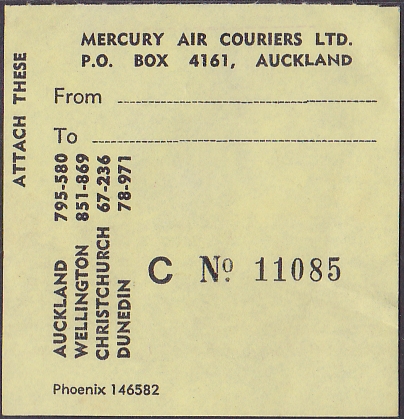 MERCURY AIR COURIERS LTD.
P.O. BOX 4161, AUCKLAND
ATTACH THESE
From
To
AUCKLAND 795-580
WELLINGTON 851-869
CHRISTCHURCH 67-236
DUNEDIN 78-971
C Nº 11085
Phoenix 146582